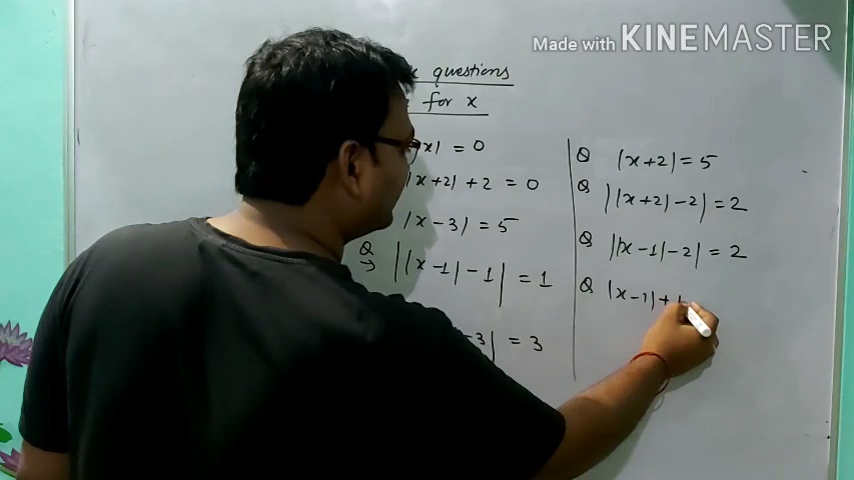 Made with KINEMASTER
questions
for x
x| = 0
|x+2| + 2 = 0
|x-3| = 5
Q
→ ||x-1|-1| = 1
-3| = 3
Q |x+2| = 5
Q ||x+2|-2| = 2
Q ||x-1|-2| = 2
Q |x-1| +